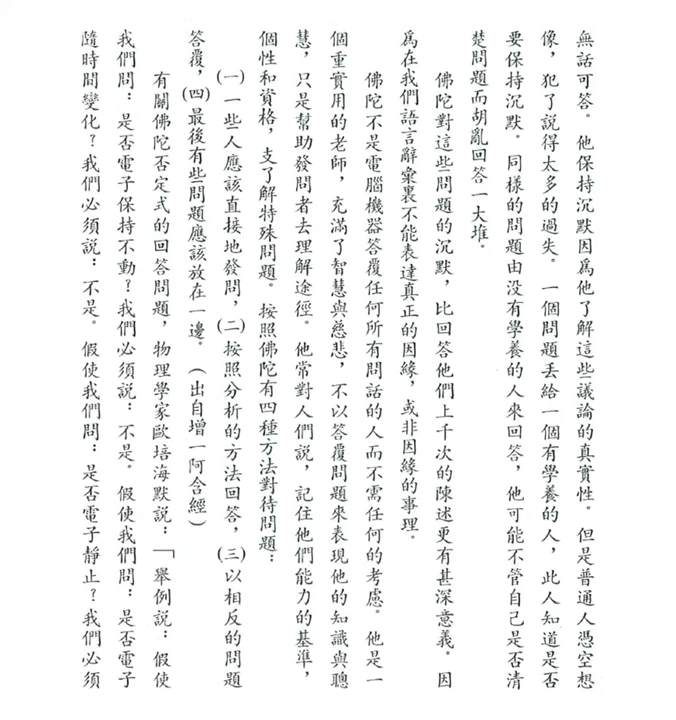 無話可答。他保持沉默因爲他了解這些議論的真實性。但是普通人憑空想
像，犯了說得太多的過失。一個問題丟給一個有學養的人，此人知道是否
要保持沉默。同樣的問題由没有學養的人來回答，他可能不管自己是否清
楚問題而胡亂回答一大堆。
佛陀對這些問題的沉默，比回答他們上千次的陳述更有甚深意義。因
爲在我們語言辭彙裏不能表達真正的因緣，或非因緣的事理。
佛陀不是電腦機器答覆任何所有問話的人而不需任何的考慮。他是一
個重實用的老師，充滿了智慧與慈悲，不以答覆問題來表現他的知識與聰
慧，只是幫助發問者去理解途徑。他常對人們說，記住他們能力的基準，
個性和資格，支了解特殊問題。按照佛陀有四種方法對待問題：
(一)一些人應該直接地發問，(二)按照分析的方法回答，(三)以相反的問題
答覆，(四)最後有些問題應該放在一邊。（出自增一阿含經）
有關佛陀否定式的回答問題，物理學家歐培海默說：「舉例說：假使
我們問：是否電子保持不動？我們必須說：不是。假使我們問：是否電子
隨時間變化？我們必須說：不是。假使我們問：是否電子靜止？我們必須